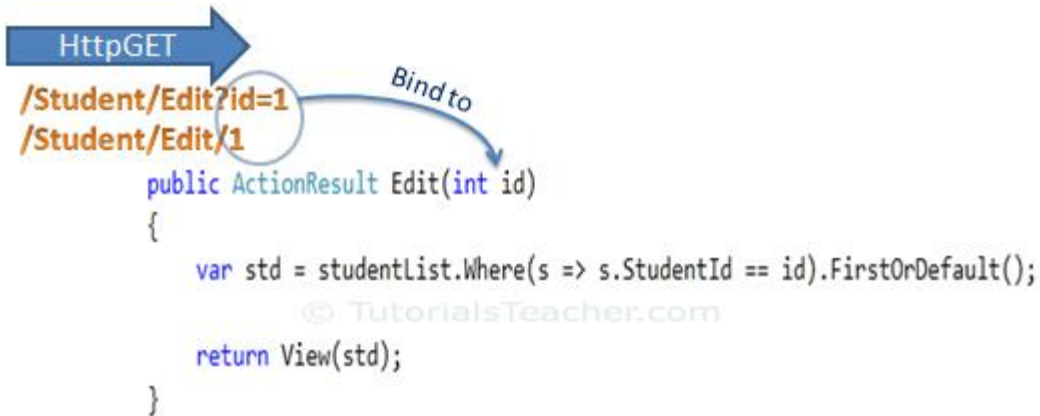 HttpGET
/Student/Edit?id=1
Bind to
/Student/Edit/1
public ActionResult Edit(int id)
{
var std = studentList.Where(s => s.StudentId == id).FirstOrDefault();
© TutorialsTeacher.com
return View(std);
}